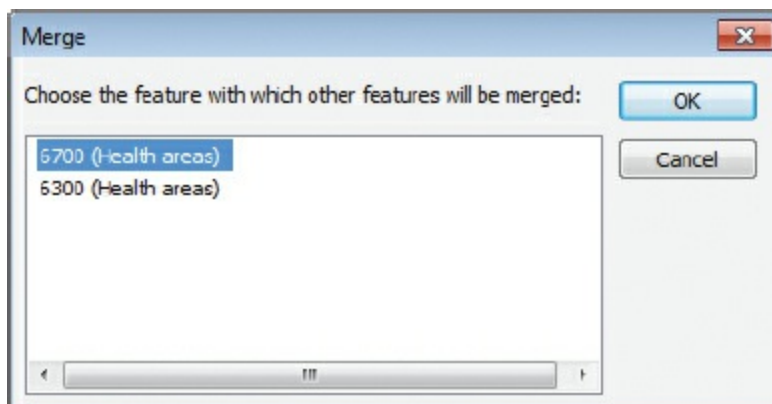 Merge
Choose the feature with which other features will be merged:
OK
6700 (Health areas)
Cancel
6300 (Health areas)